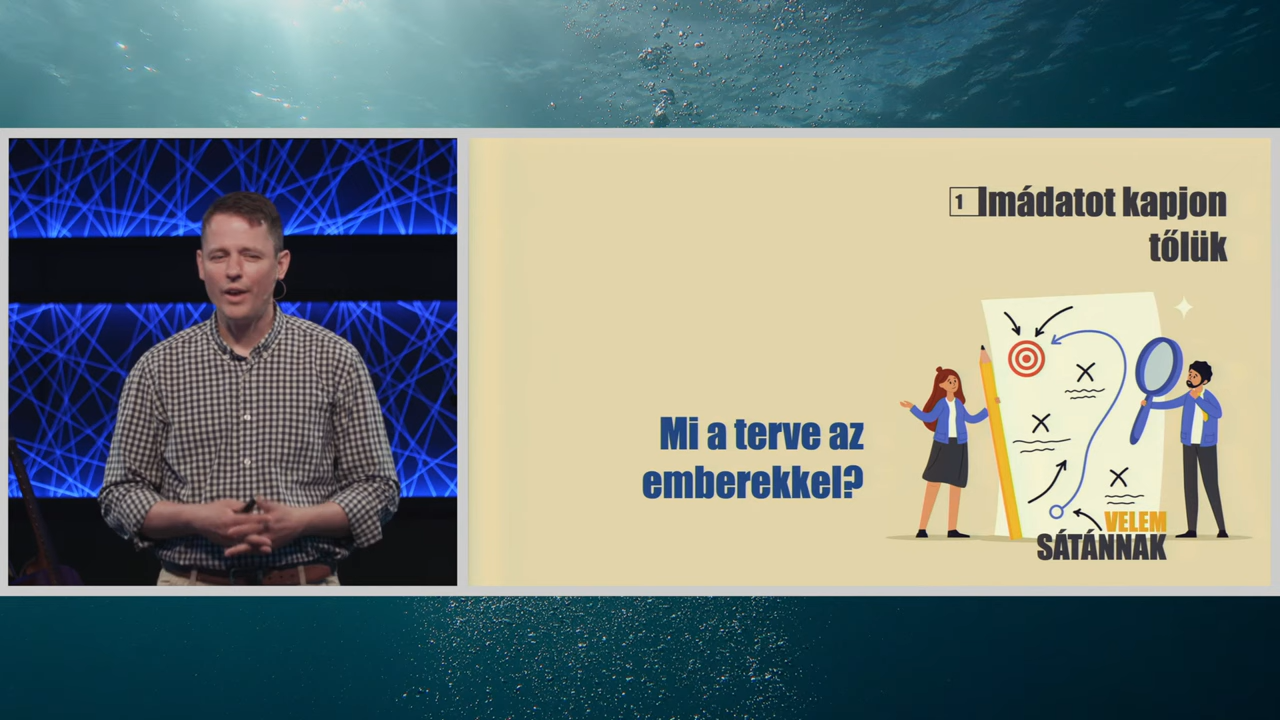 1 Imádatot kapjon
tőlük
Mi a terve az
emberekkel?
VELEM
SÁTÁNNAK